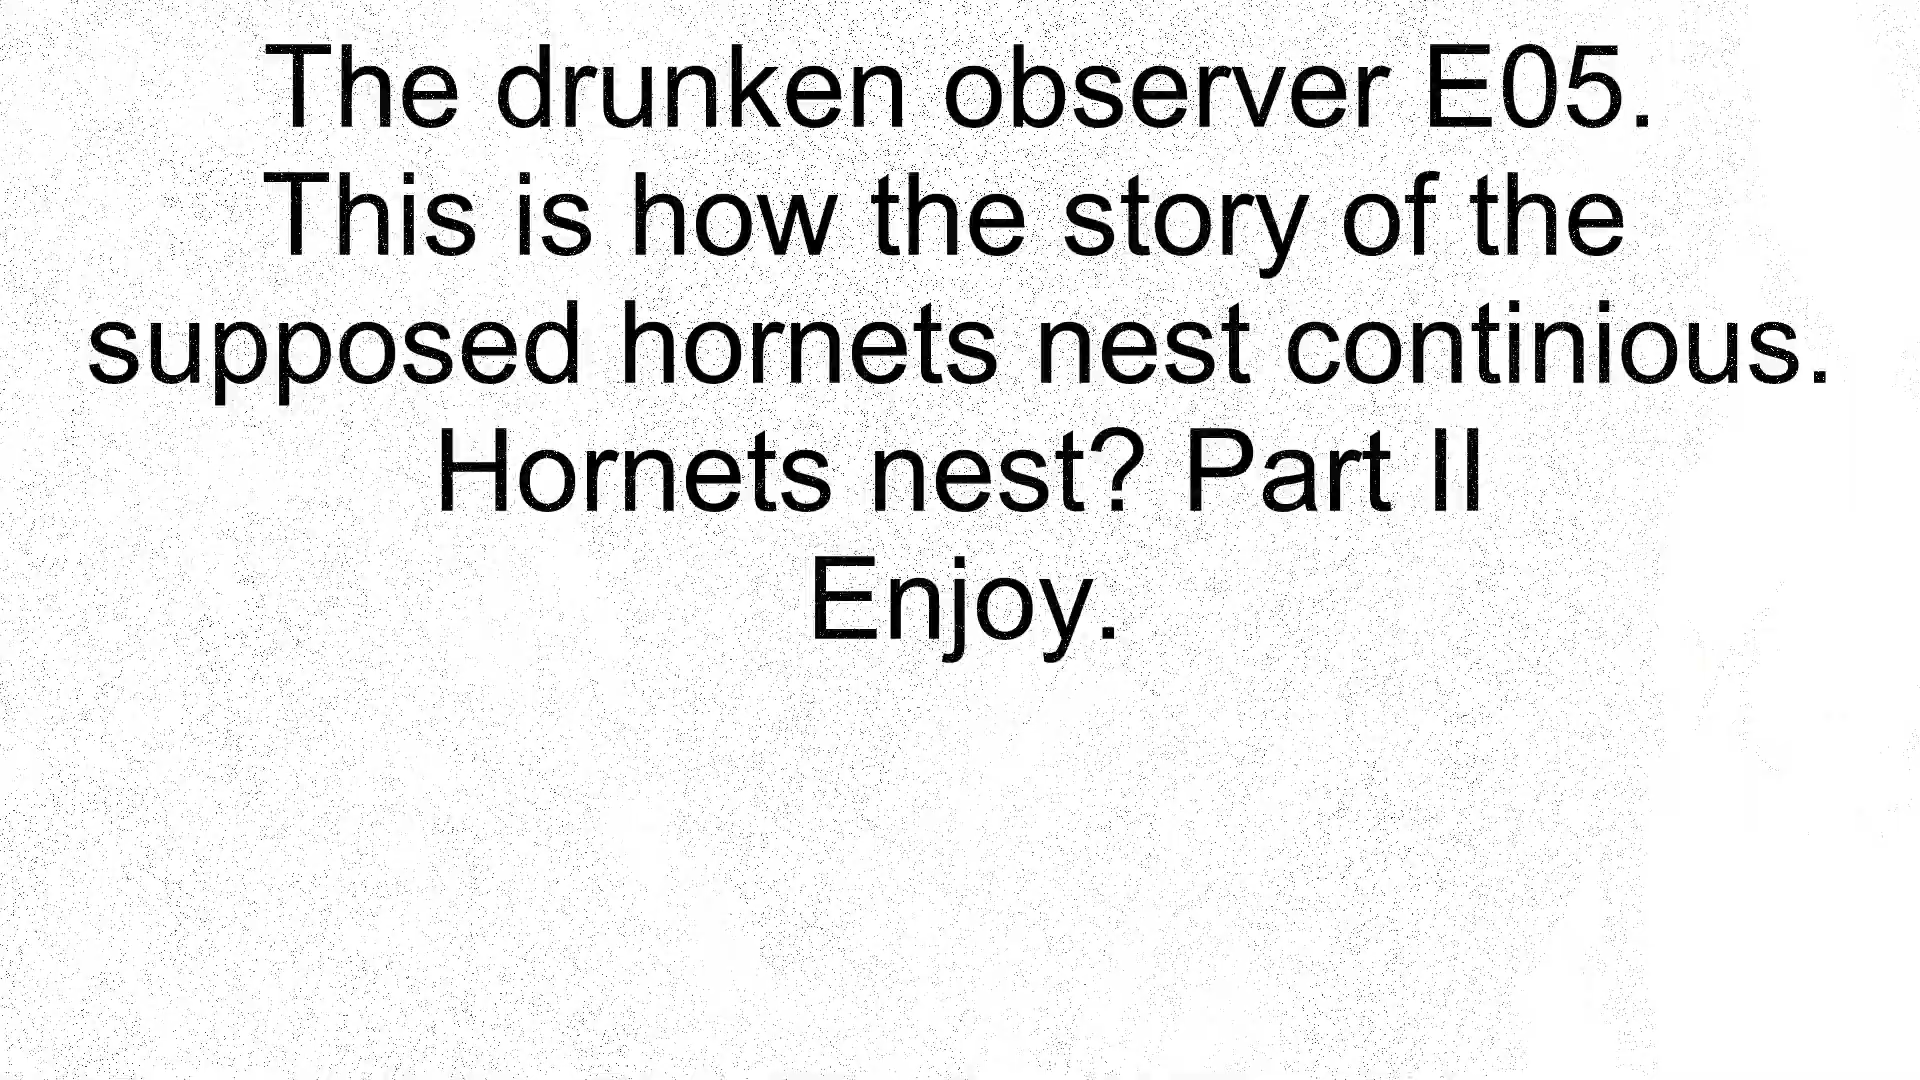 The drunken observer E05.
This is how the story of the
supposed hornets nest continious.
Hornets nest? Part II
Enjoy.